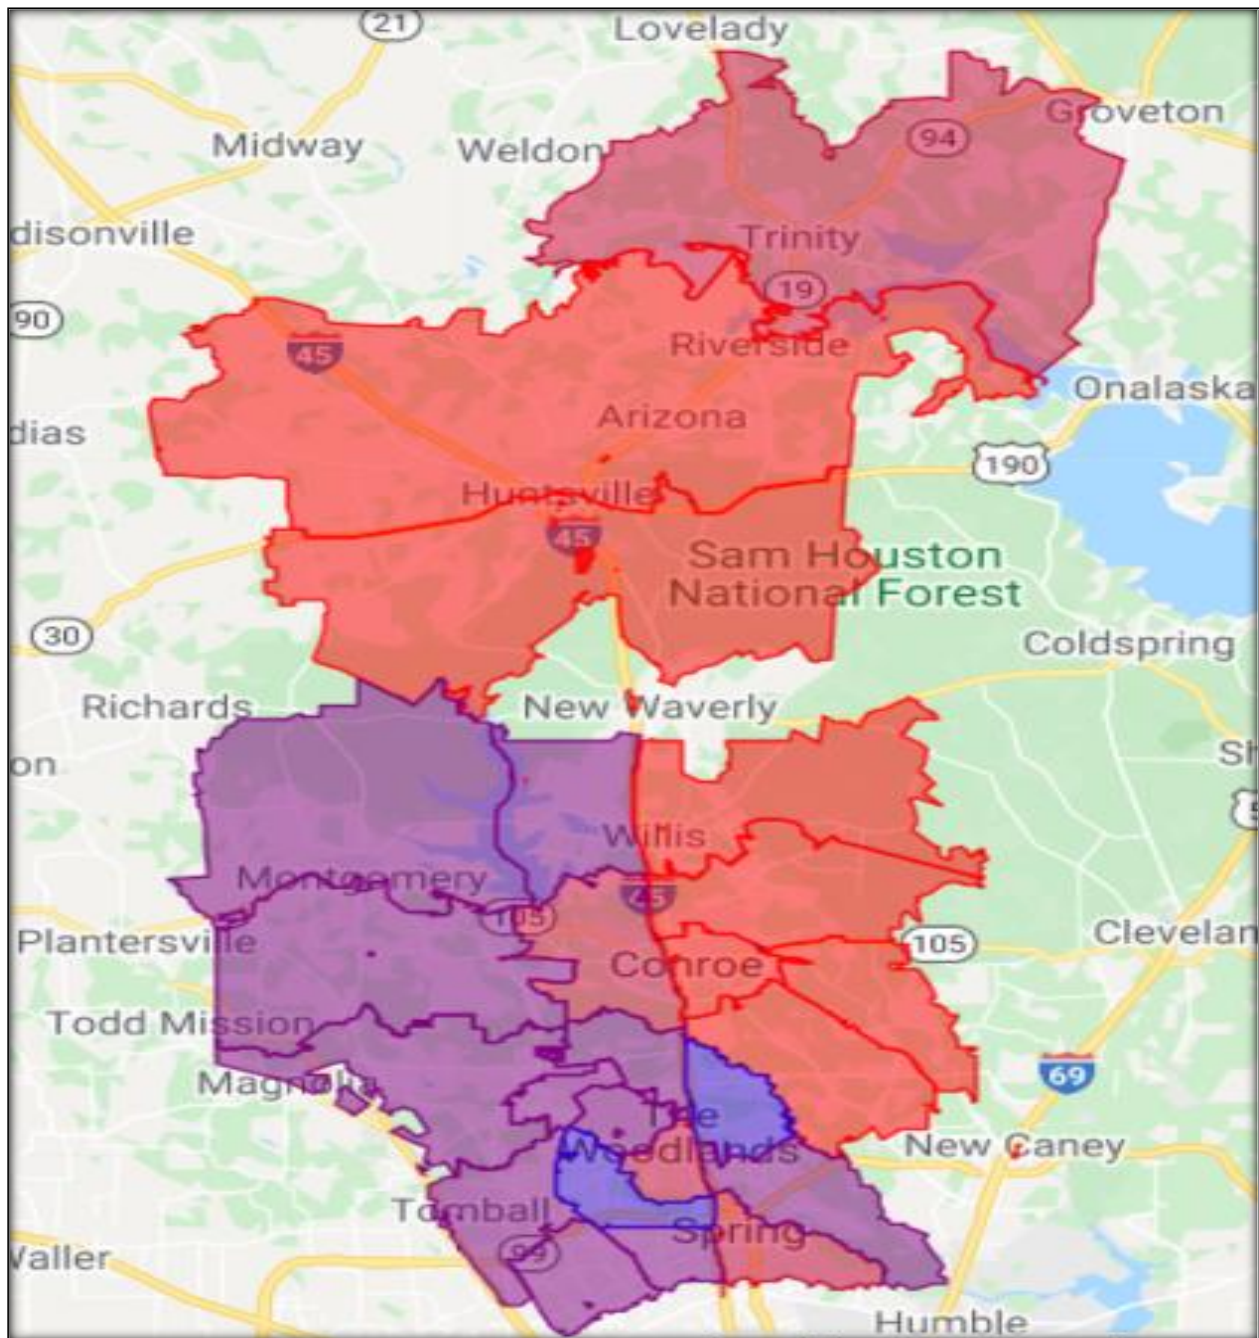 21
Lovelady
Groveton
94
Midway
Weldon
disonville
Trinity
19
90
45
Riverside
Onalaska
Arizona
dias
190
Huntsville
45
Sam Houston
National Forest
30
Coldspring
Richards
New Waverly
Sh
on
Willis
Montgomery
45
105
Plantersville
105
Clevelan
Conroe
Todd Mission
Magnolia
69
The
Woodlands
New Caney
Tomball
Spring
99
Waller
Humble